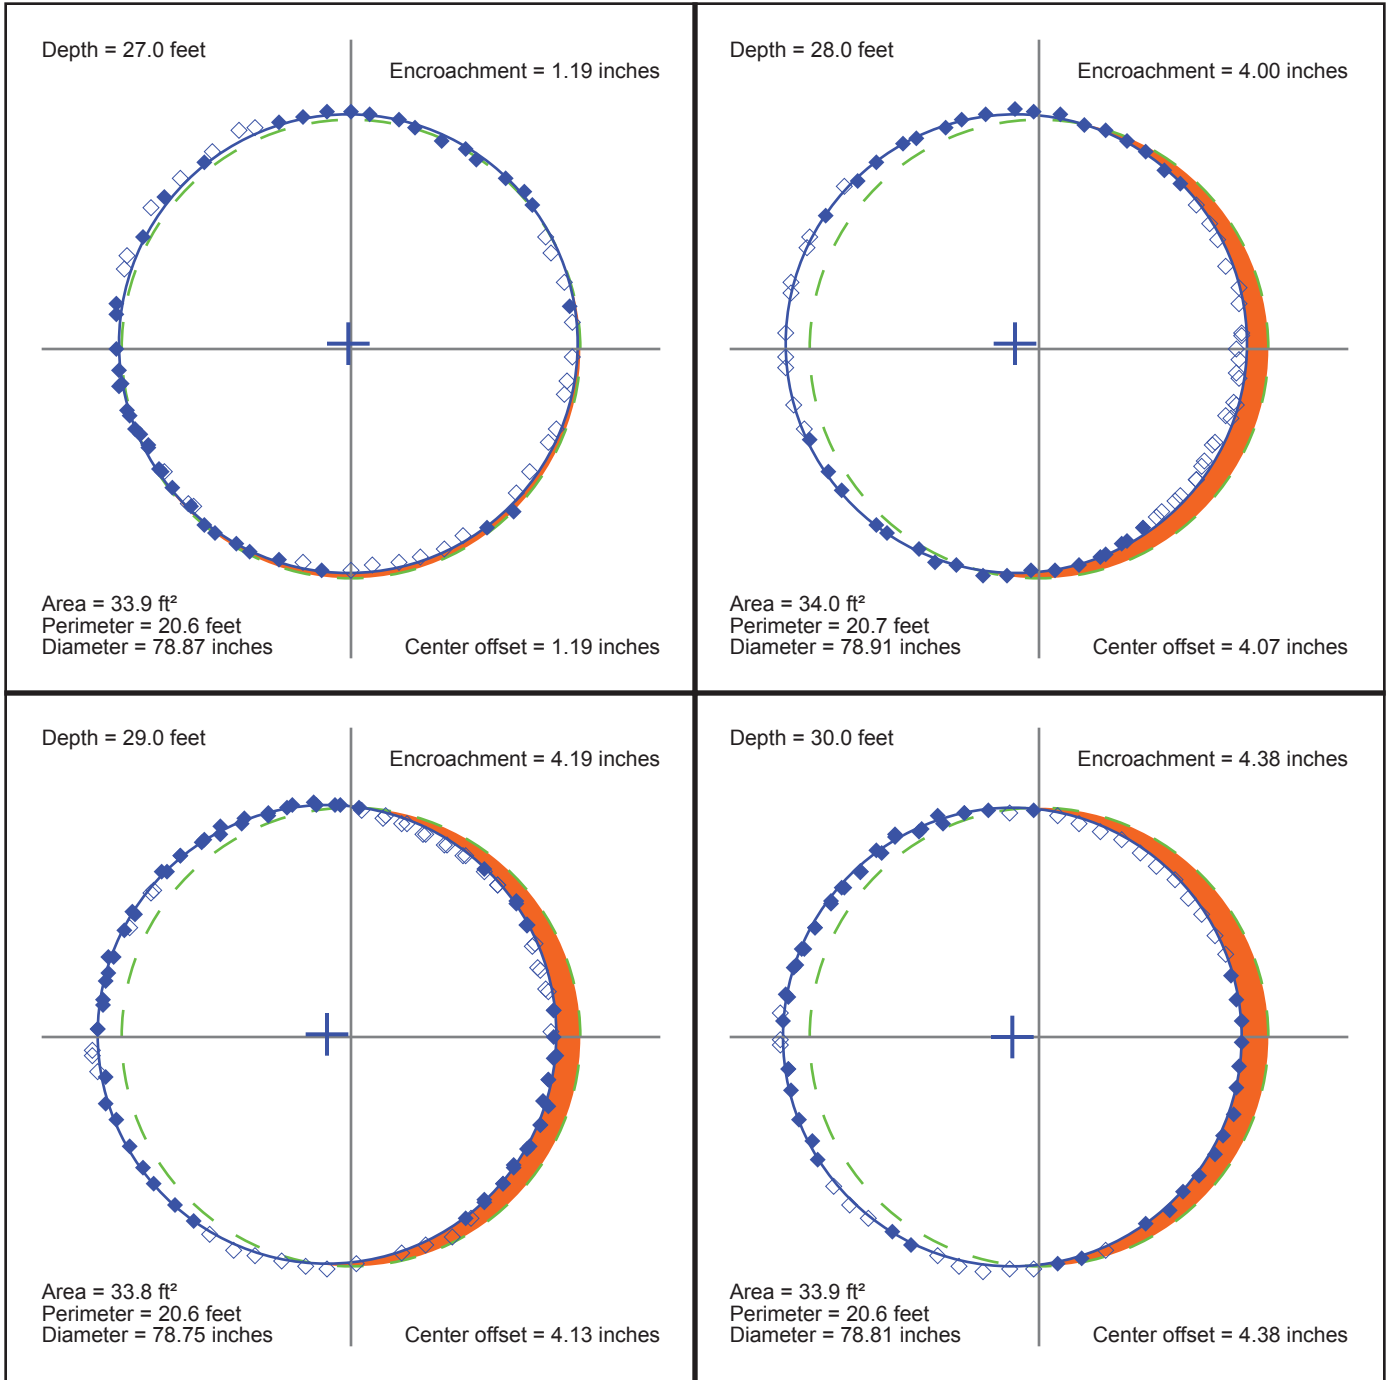 Depth = 27.0 feet
Encroachment = 1.19 inches
Area = 33.9 ft²
Perimeter = 20.6 feet
Diameter = 78.87 inches
Center offset = 1.19 inches
Depth = 28.0 feet
Encroachment = 4.00 inches
Area = 34.0 ft²
Perimeter = 20.7 feet
Diameter = 78.91 inches
Center offset = 4.07 inches
Depth = 29.0 feet
Encroachment = 4.19 inches
Area = 33.8 ft²
Perimeter = 20.6 feet
Diameter = 78.75 inches
Center offset = 4.13 inches
Depth = 30.0 feet
Encroachment = 4.38 inches
Area = 33.9 ft²
Perimeter = 20.6 feet
Diameter = 78.81 inches
Center offset = 4.38 inches